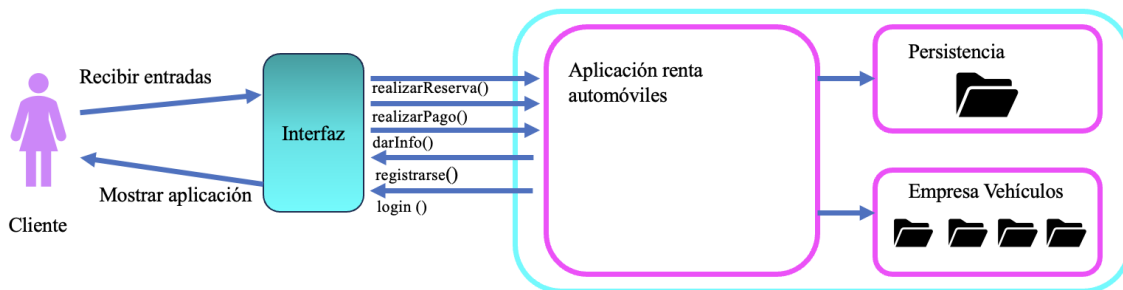 Recibir entradas
Mostrar aplicación
Cliente
Interfaz
realizarReserva()
realizarPago()
darInfo()
registrarse()
login ()
Aplicación renta
automóviles
Persistencia
Empresa Vehículos